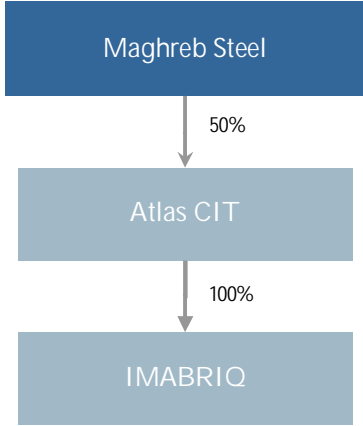 Maghreb Steel
50%
Atlas CIT
100%
IMABRIQ